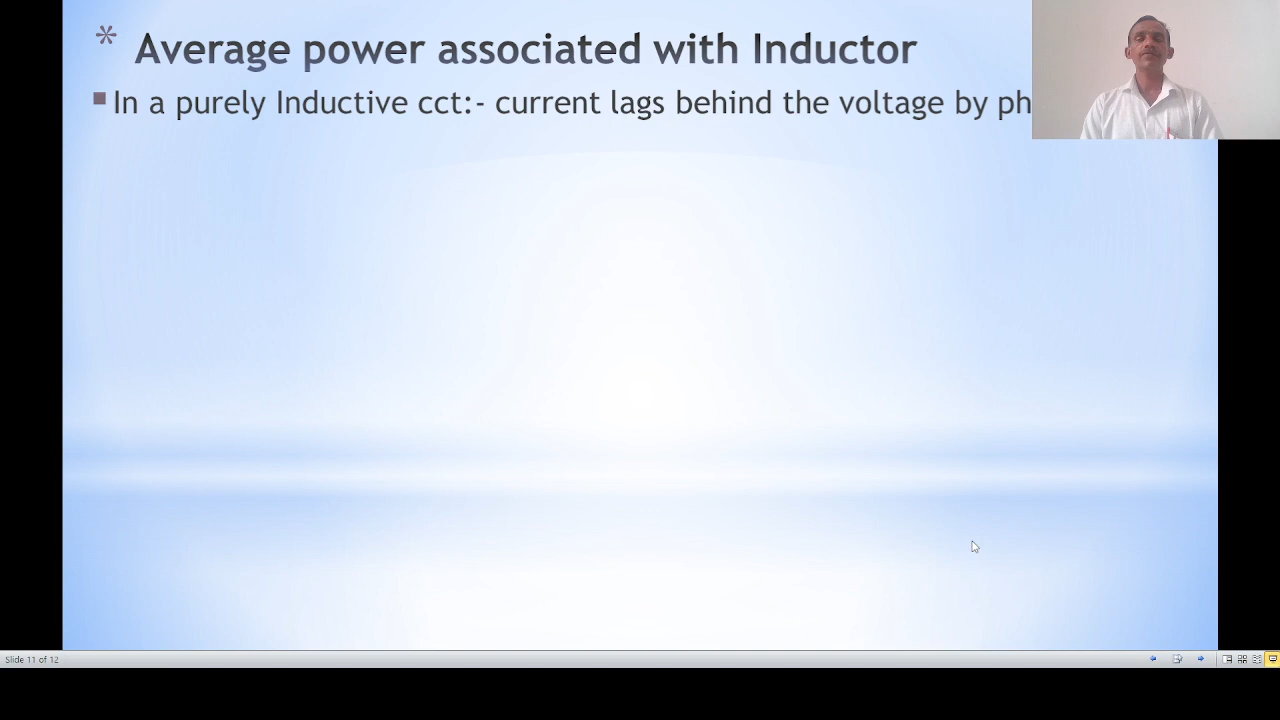 * Average power associated with Inductor
▪ In a purely Inductive cct:- current lags behind the voltage by ph
Slide 11 of 12